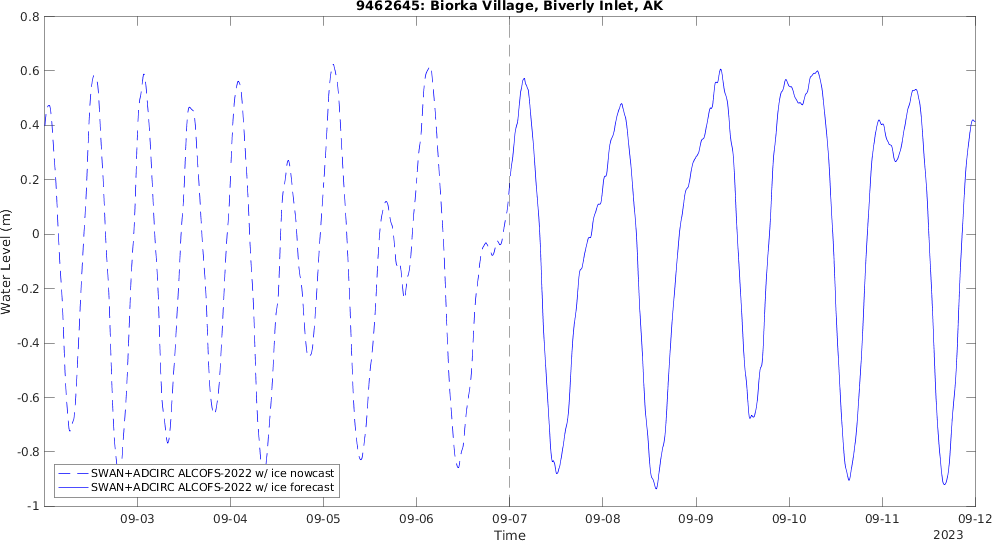 9462645: Biorka Village, Biverly Inlet, AK
Water Level (m)
0.8
0.6
0.4
0.2
0
-0.2
-0.4
-0.6
-0.8
-1
SWAN+ADCIRC ALCOFS-2022 w/ ice nowcast
SWAN+ADCIRC ALCOFS-2022 w/ ice forecast
09-03 09-04 09-05 09-06 09-07 09-08 09-09 09-10 09-11 09-12
Time
2023